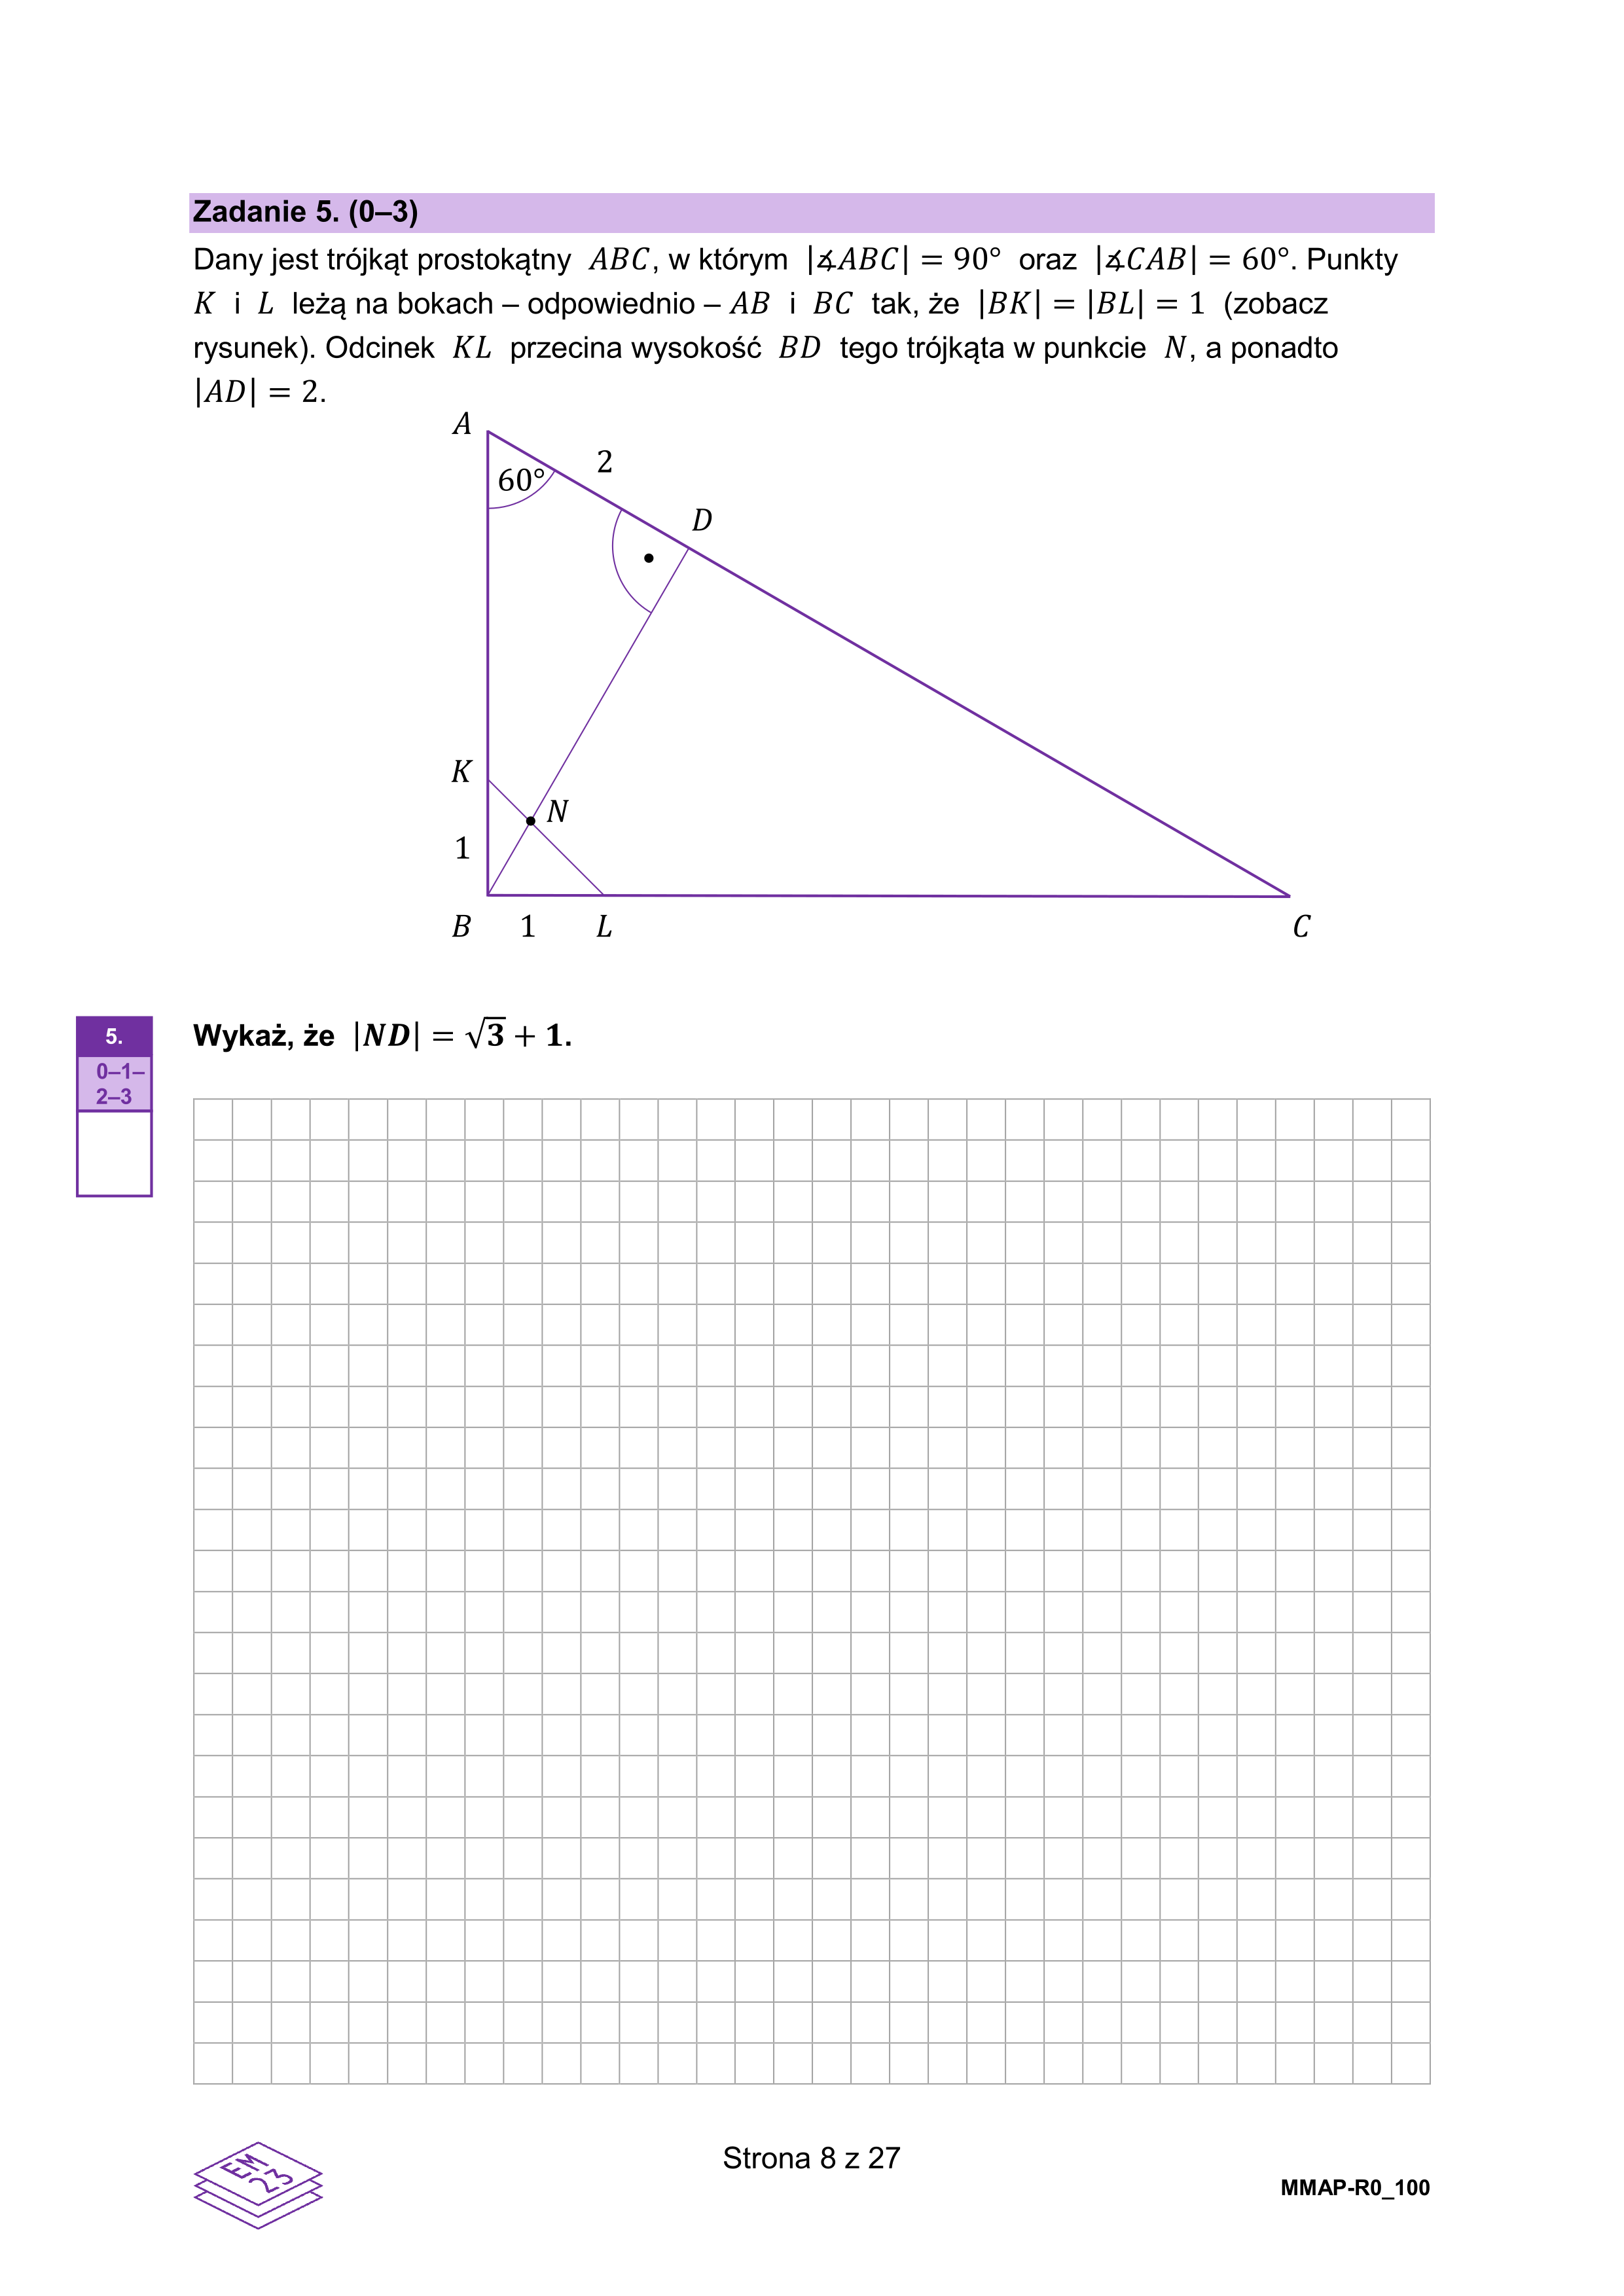 Zadanie 5. (0–3)
Dany jest trójkąt prostokątny ABC, w którym |∡ABC| = 90° oraz |∡CAB| = 60°. Punkty
K i L leżą na bokach – odpowiednio – AB i BC tak, że |BK| = |BL| = 1 (zobacz
rysunek). Odcinek KL przecina wysokość BD tego trójkąta w punkcie N, a ponadto
|AD| = 2.
A
2
60°
D
K
N
1
B 1 L C
5.
Wykaż, że |ND| = √3 + 1.
0–1–
2–3
EM
23
Strona 8 z 27
MMAP-R0_100